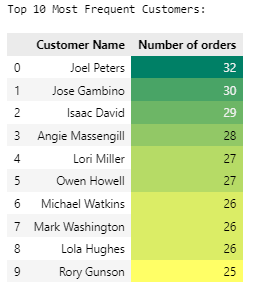 Top 10 Most Frequent Customers:
Customer Name Number of orders
0 Joel Peters 32
1 Jose Gambino 30
2 Isaac David 29
3 Angie Massengill 28
4 Lori Miller 27
5 Owen Howell 27
6 Michael Watkins 26
7 Mark Washington 26
8 Lola Hughes 26
9 Rory Gunson 25